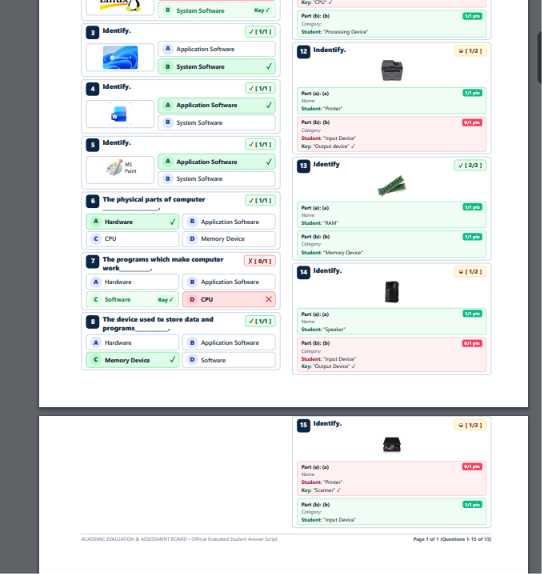 Linux
B System Software Key ✓
3 Identify. ✓ [ 1/1 ]
A Application Software
B System Software ✓
4 Identify. ✓ [ 1/1 ]
A Application Software ✓
B System Software
5 Identify. ✓ [ 1/1 ]
MS
Paint
A Application Software ✓
B System Software
6 The physical parts of computer ✓ [ 1/1 ]
______________.
A Hardware ✓
B Application Software
C CPU
D Memory Device
7 The programs which make computer ✗ [ 0/1 ]
work________.
A Hardware
B Application Software
C Software Key ✓
D CPU ✗
8 The device used to store data and ✓ [ 1/1 ]
programs_________.
A Hardware
B Application Software
C Memory Device ✓
D Software
Key: "CPU" ✓
Part (b): (b) 1/1 pts
Category:
Student: "Processing Device"
12 Indentify. [ 1/2 ]
Part (a): (a) 1/1 pts
Name
Student: "Printer"
Part (b): (b) 0/1 pts
Category:
Student: "Input Device"
Key: "Output device" ✓
13 Identify ✓ [ 2/2 ]
Part (a): (a) 1/1 pts
Name
Student: "RAM"
Part (b): (b) 1/1 pts
Category:
Student: "Memory Device"
14 Identify. [ 1/2 ]
Part (a): (a) 1/1 pts
Name
Student: "Speaker"
Part (b): (b) 0/1 pts
Category:
Student: "Input Device"
Key: "Output Device" ✓
15 Identify. [ 1/2 ]
Part (a): (a) 0/1 pts
Name
Student: "Printer"
Key: "Scanner" ✓
Part (b): (b) 1/1 pts
Category:
Student: "Input Device"
ACADEMIC EVALUATION & ASSESSMENT BOARD • Official Evaluated Student Answer Script
Page 1 of 1 (Questions 1-15 of 15)